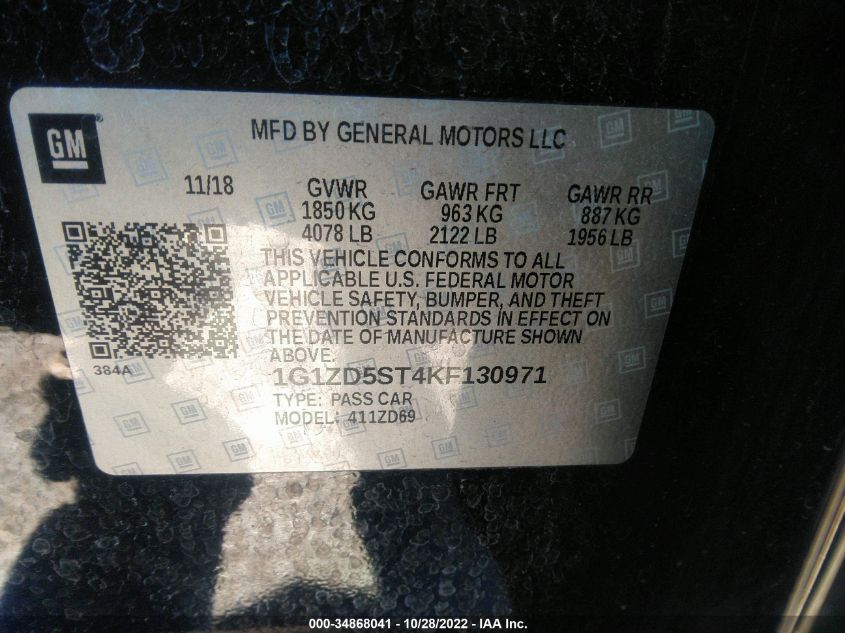 GM®
MFD BY GENERAL MOTORS LLC
11/18 GVWR GAWR FRT GAWR RR
1850 KG 963 KG 887 KG
4078 LB 2122 LB 1956 LB
THIS VEHICLE CONFORMS TO ALL
APPLICABLE U.S. FEDERAL MOTOR
VEHICLE SAFETY, BUMPER, AND THEFT
PREVENTION STANDARDS IN EFFECT ON
THE DATE OF MANUFACTURE SHOWN
ABOVE.
384A
1G1ZD5ST4KF130971
TYPE: PASS CAR
MODEL: 411ZD69
000-34868041 - 10/28/2022 - IAA Inc.